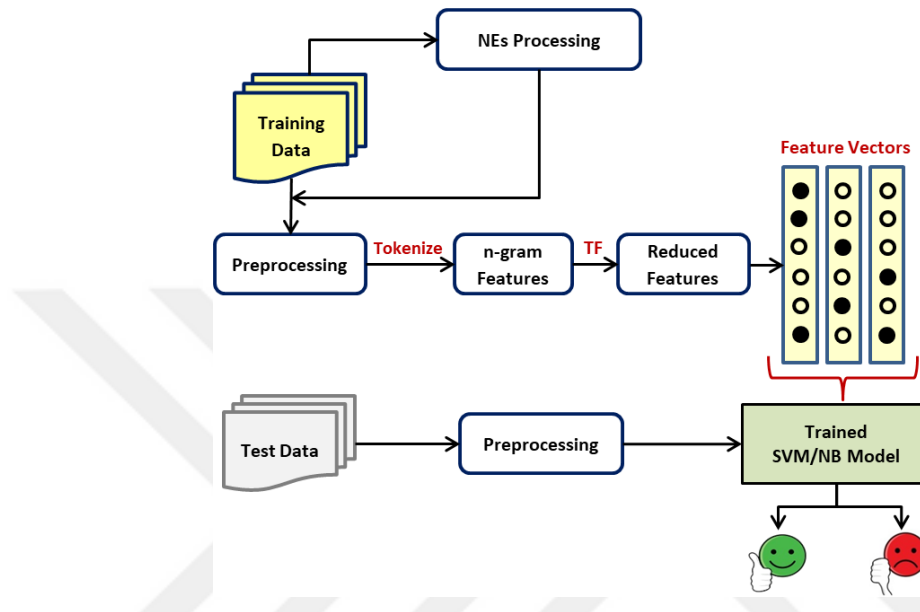 NEs Processing
Training
Data
Feature Vectors
Preprocessing
Tokenize
n-gram
Features
TF
Reduced
Features
Test Data
Preprocessing
Trained
SVM/NB Model